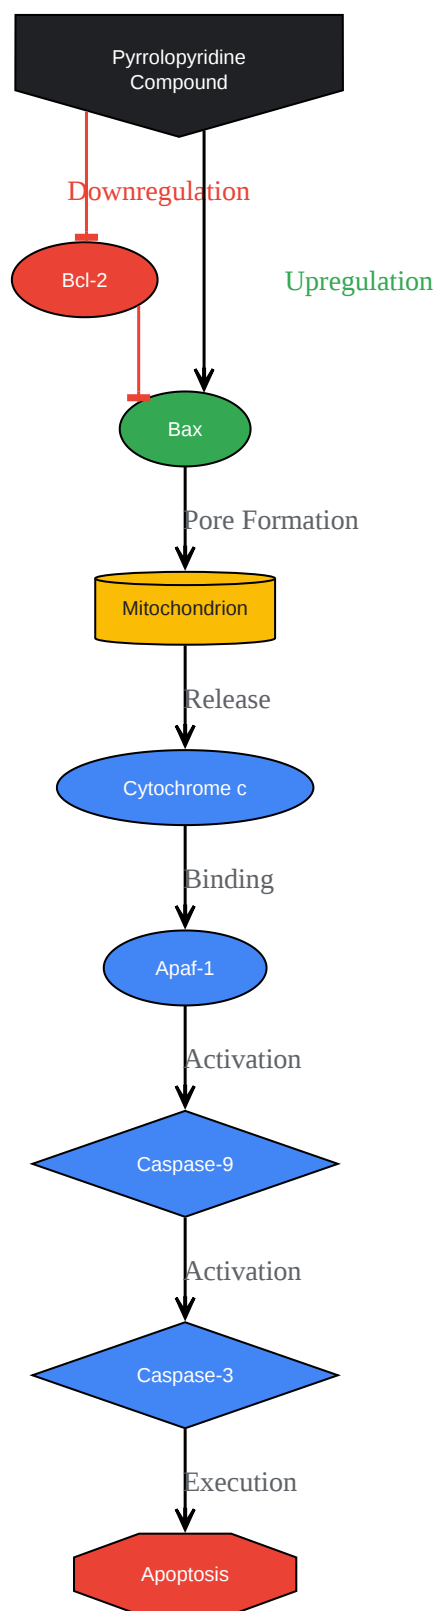 Pyrrolopyridine
Compound
Downregulation
Bcl-2
Upregulation
Bax
Pore Formation
Mitochondrion
Release
Cytochrome c
Binding
Apaf-1
Activation
Caspase-9
Activation
Caspase-3
Execution
Apoptosis